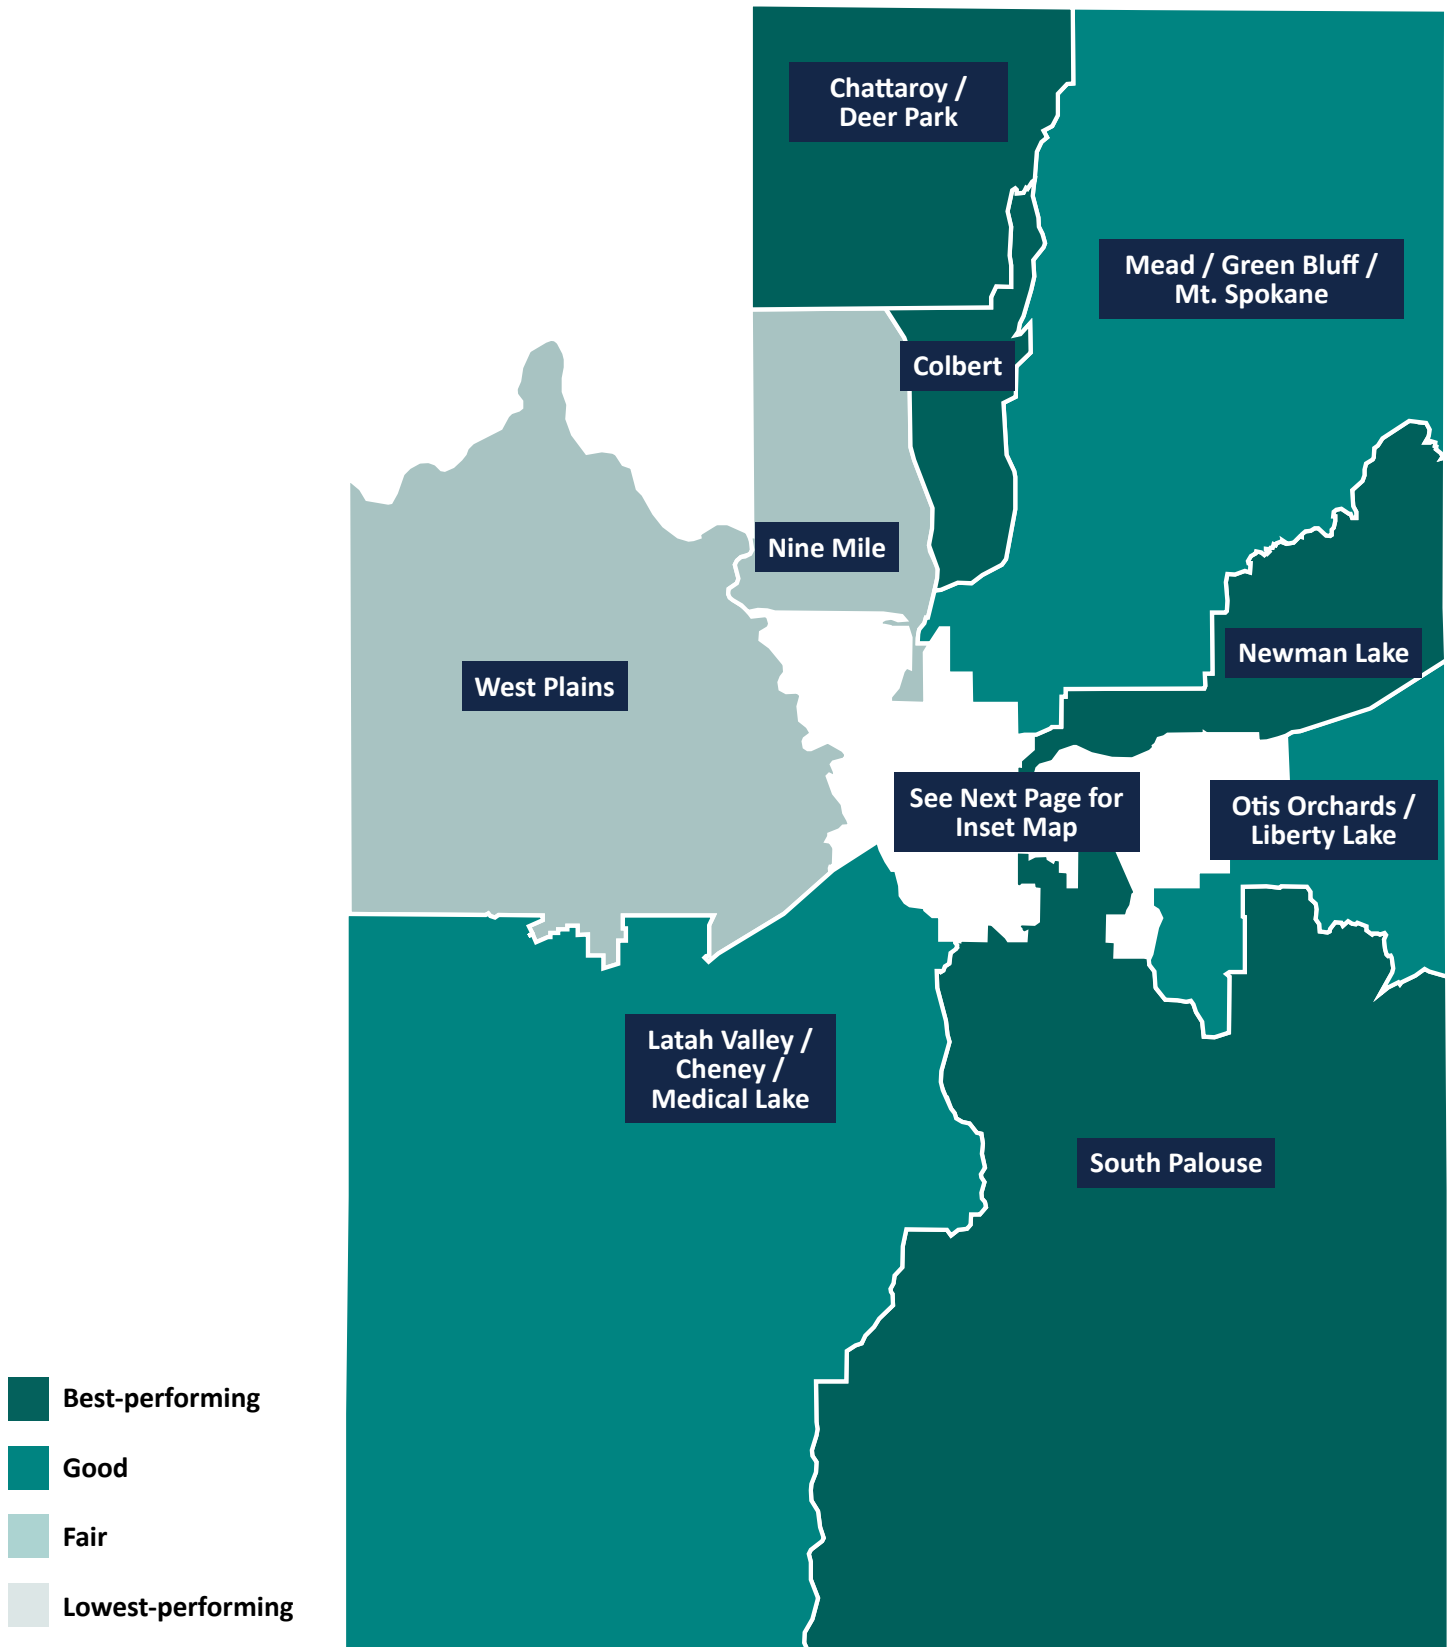 Chattaroy /
Deer Park
Mead / Green Bluff /
Mt. Spokane
Colbert
Nine Mile
Newman Lake
West Plains
See Next Page for
Inset Map
Otis Orchards /
Liberty Lake
Latah Valley /
Cheney /
Medical Lake
South Palouse
Best-performing
Good
Fair
Lowest-performing